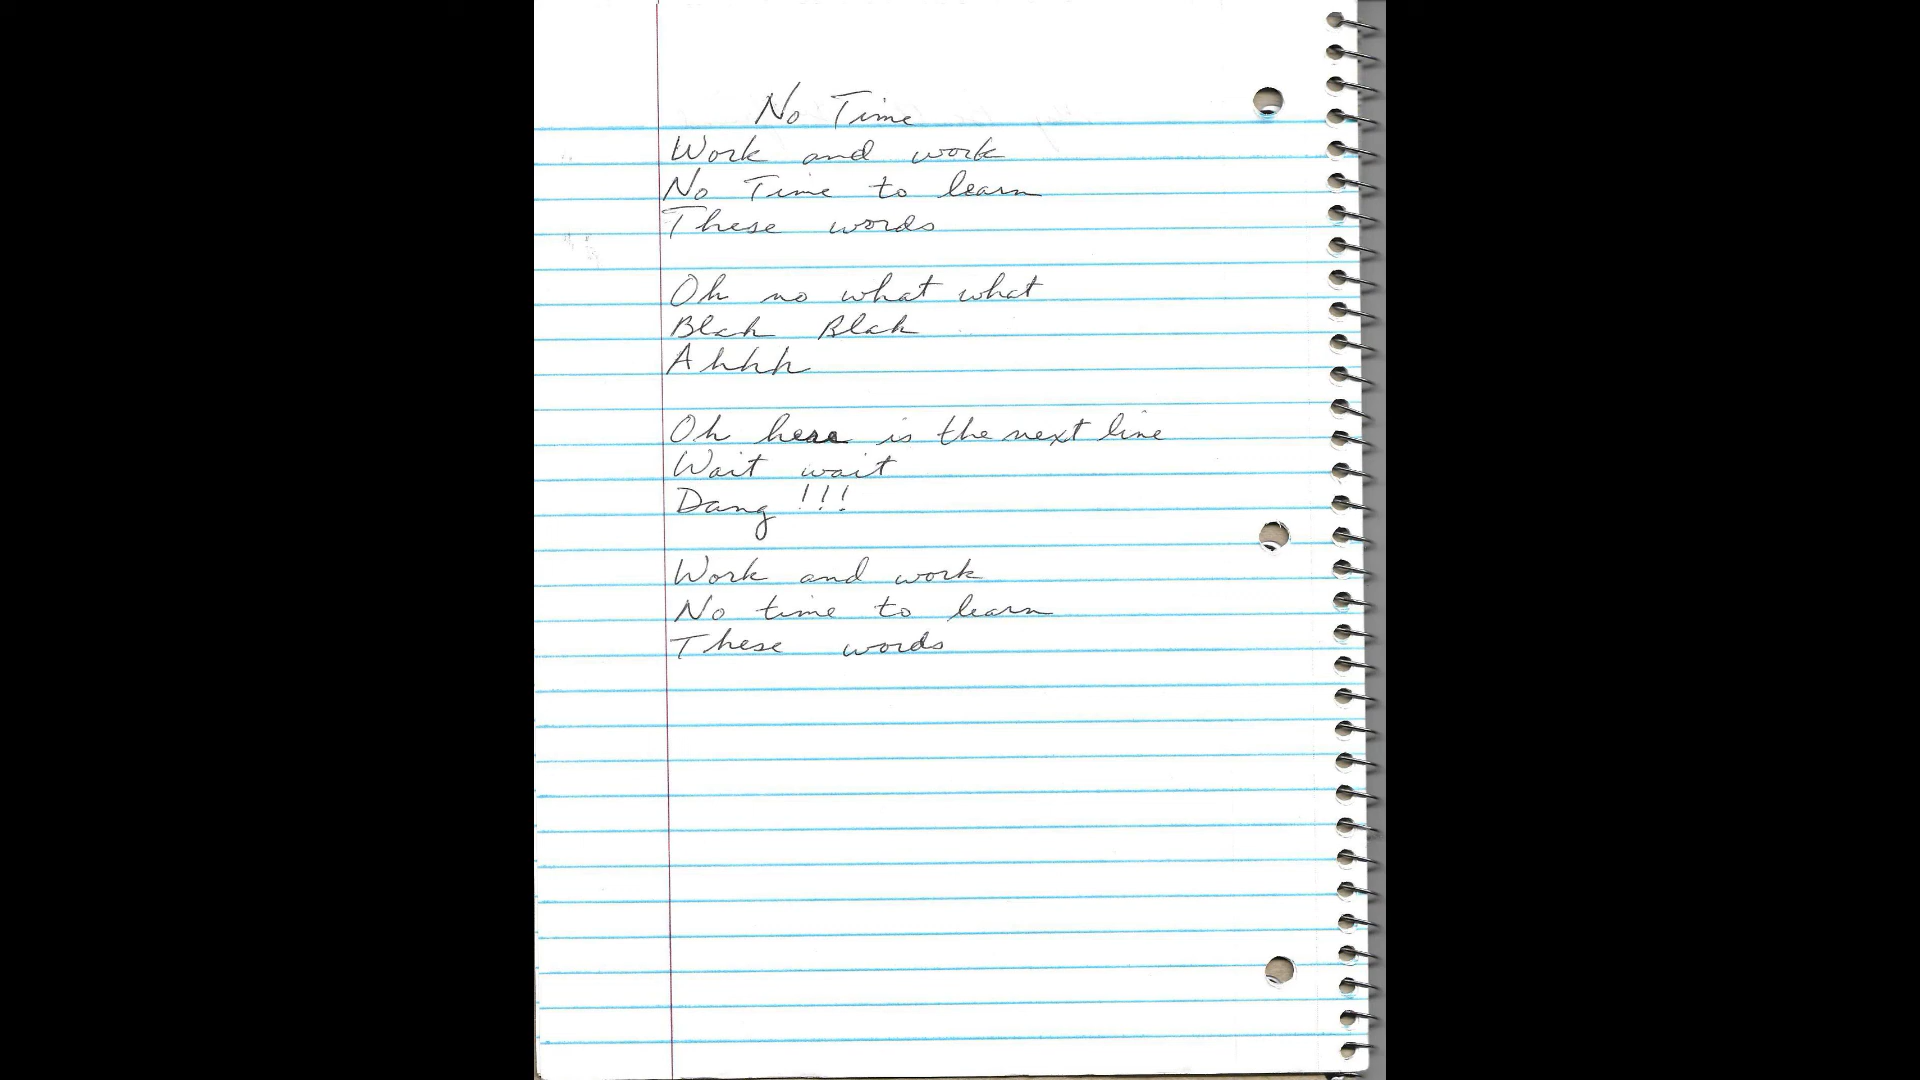 No Time
Work and work
No Time to learn
These words
Oh no what what
Blah Blah
Ahhh
Oh here is the next line
Wait wait
Dang !!!
Work and work
No time to learn
These words